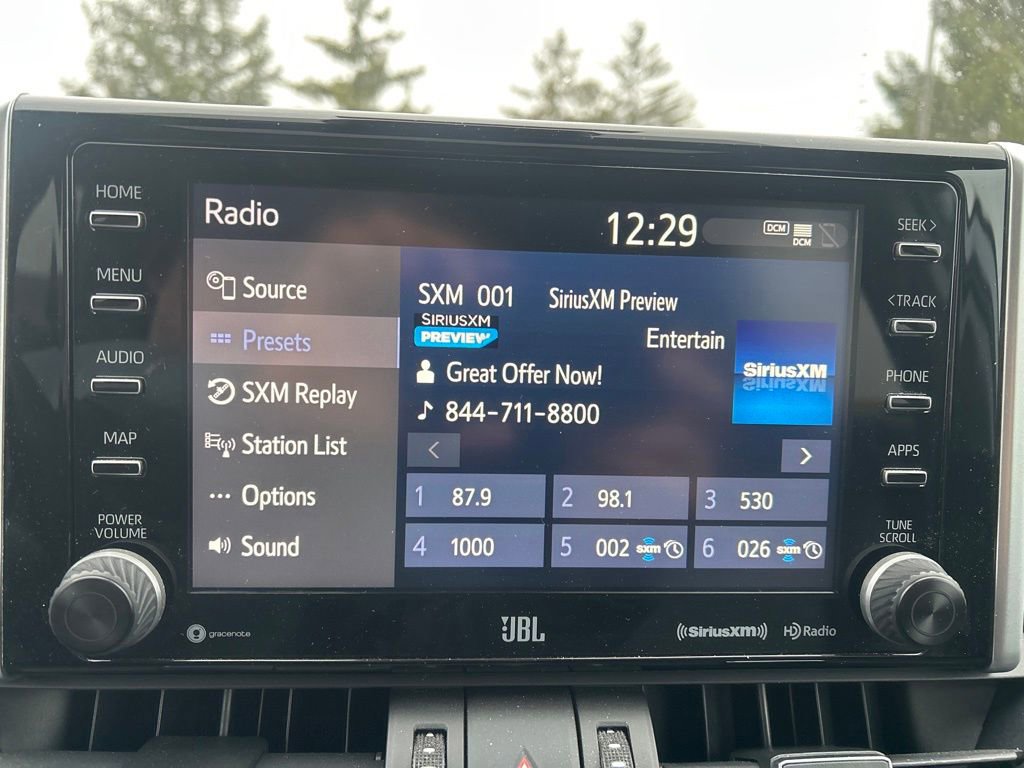 HOME
MENU
AUDIO
MAP
POWER
VOLUME
Radio
12:29
DCM
DCM
Source
Presets
SXM Replay
Station List
Options
Sound
SXM 001 SiriusXM Preview
SIRIUSXM
PREVIEW
Entertain
Great Offer Now!
844-711-8800
SiriusXM
< >
1 87.9
2 98.1
3 530
4 1000
5 002 sxm
6 026 sxm
SEEK >
< TRACK
PHONE
APPS
TUNE
SCROLL
gracenote
JBL
((SiriusXM))
HD Radio